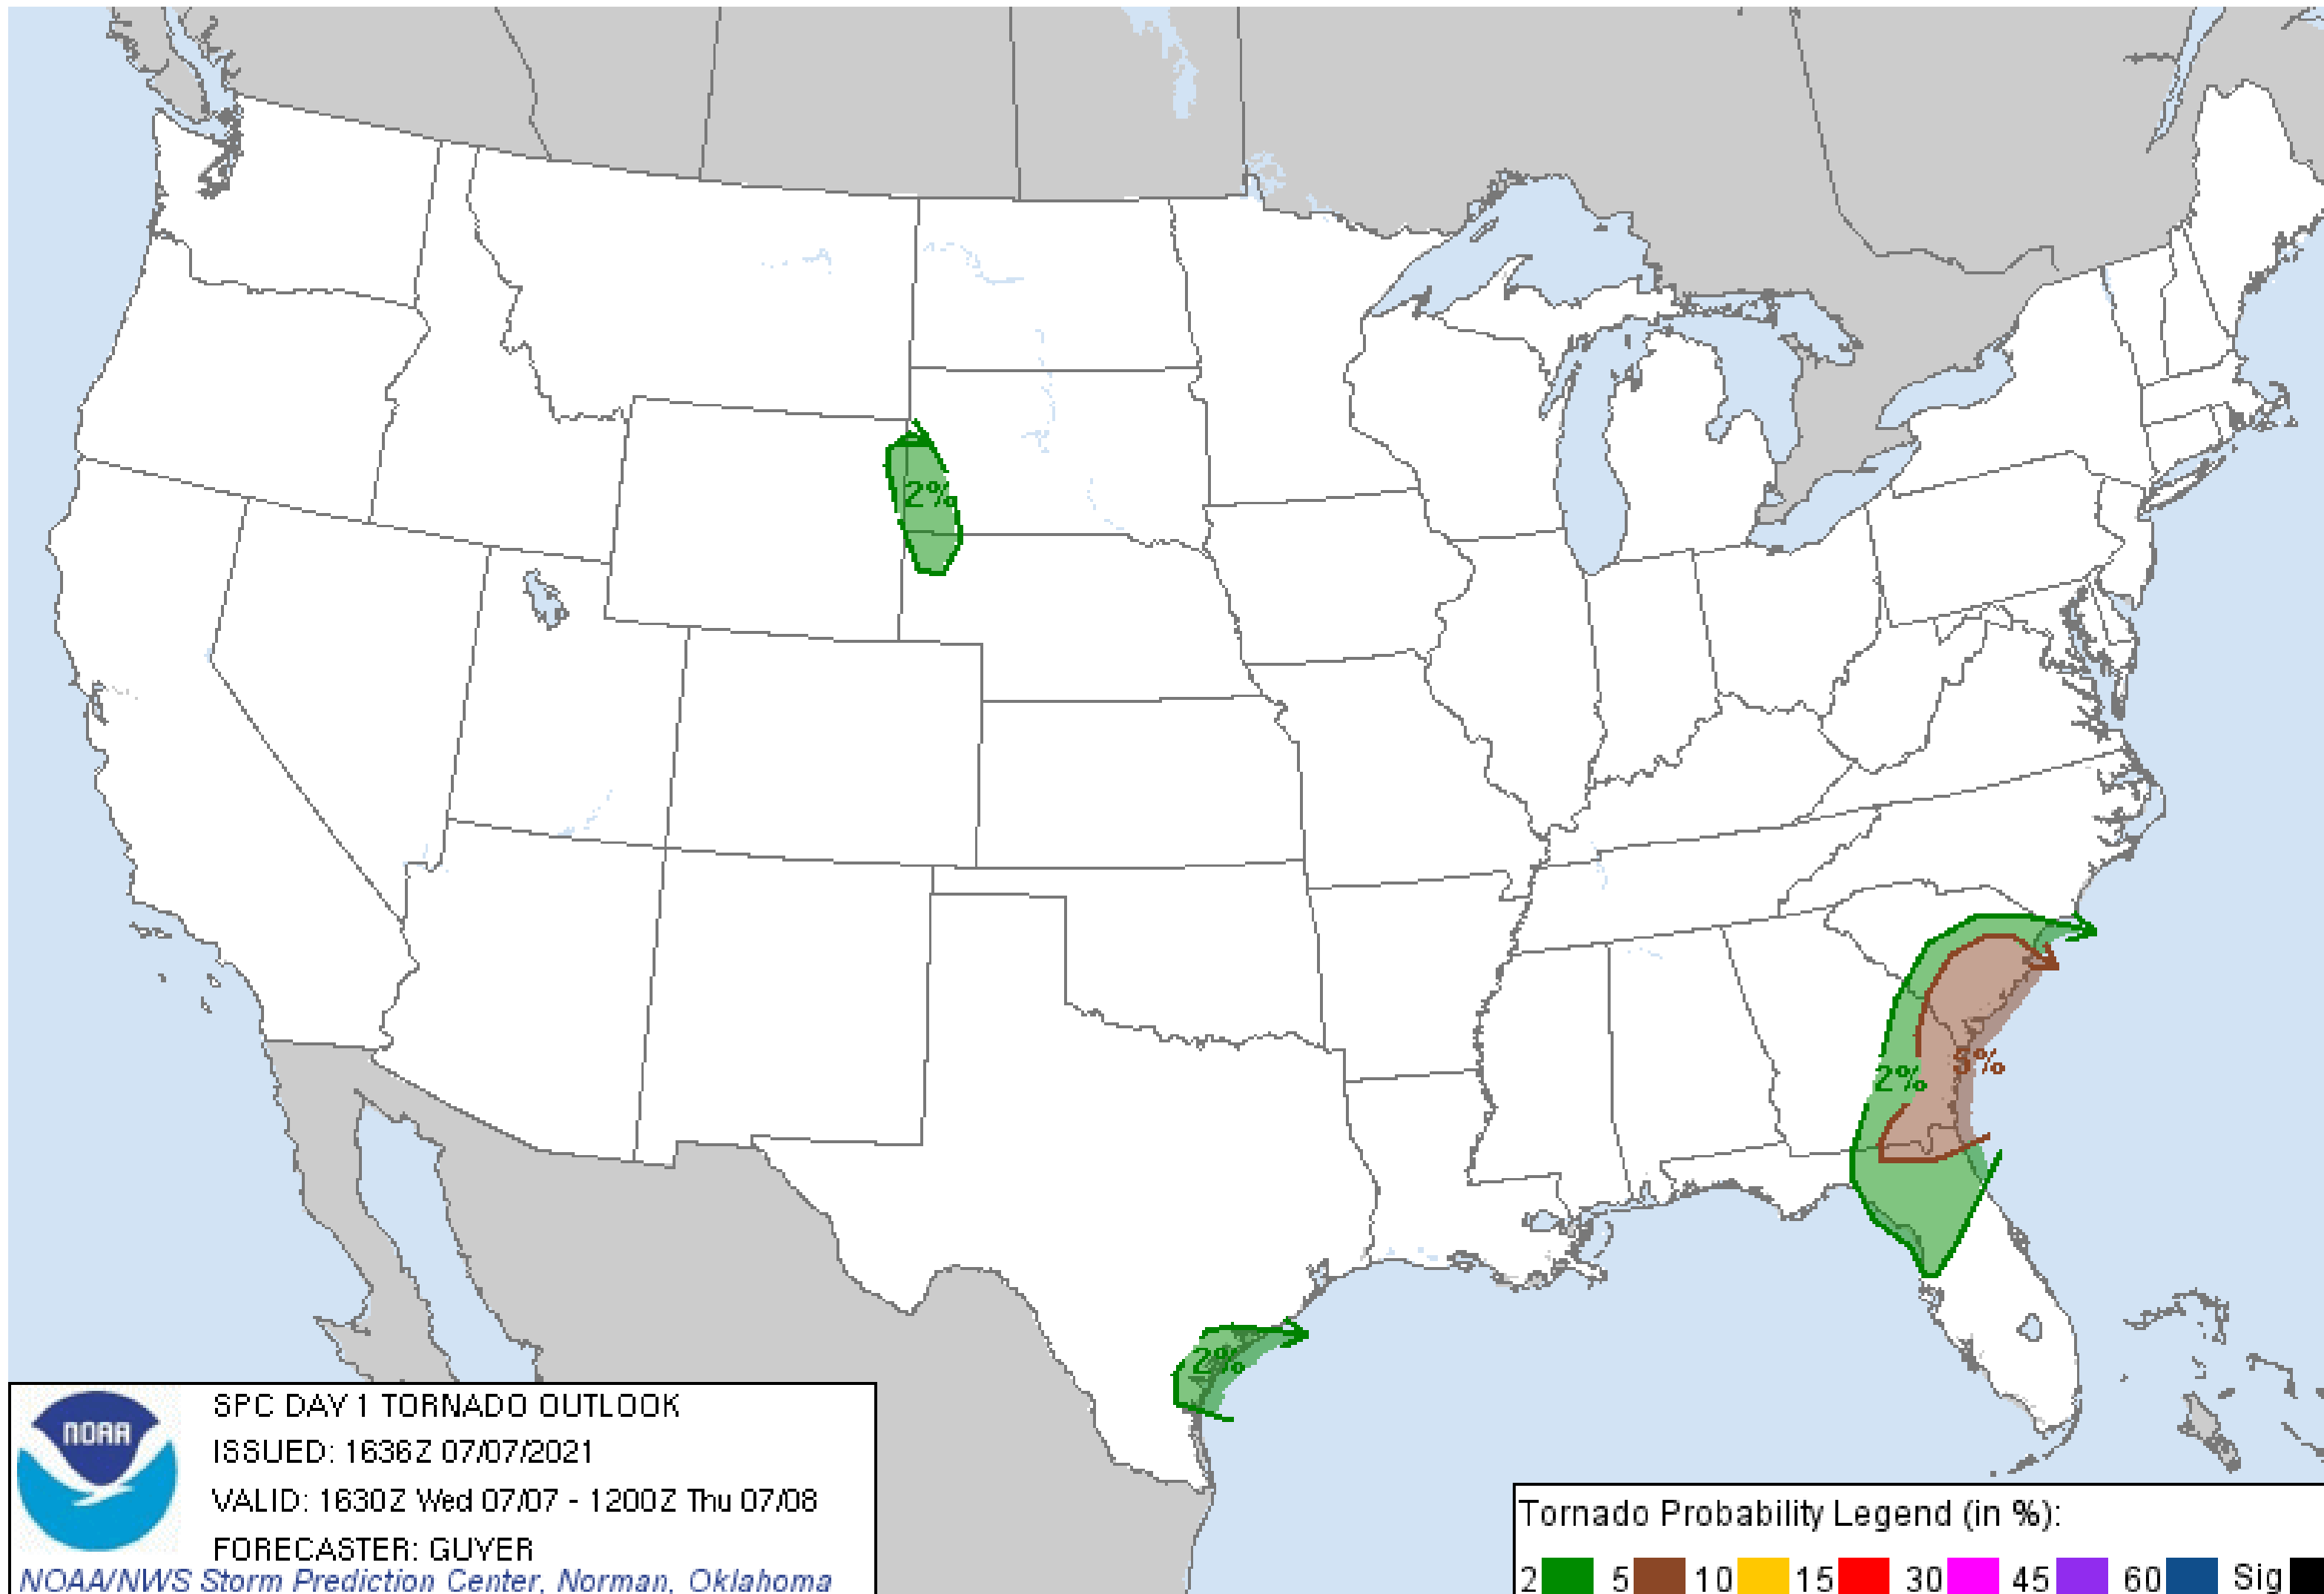 2%
2%
5%
2%
NOAA
SPC DAY 1 TORNADO OUTLOOK
ISSUED: 1636Z 07/07/2021
VALID: 1630Z Wed 07/07 - 1200Z Thu 07/08
FORECASTER: GUYER
NOAA/NWS Storm Prediction Center, Norman, Oklahoma
Tornado Probability Legend (in %):
2 5 10 15 30 45 60 Sig